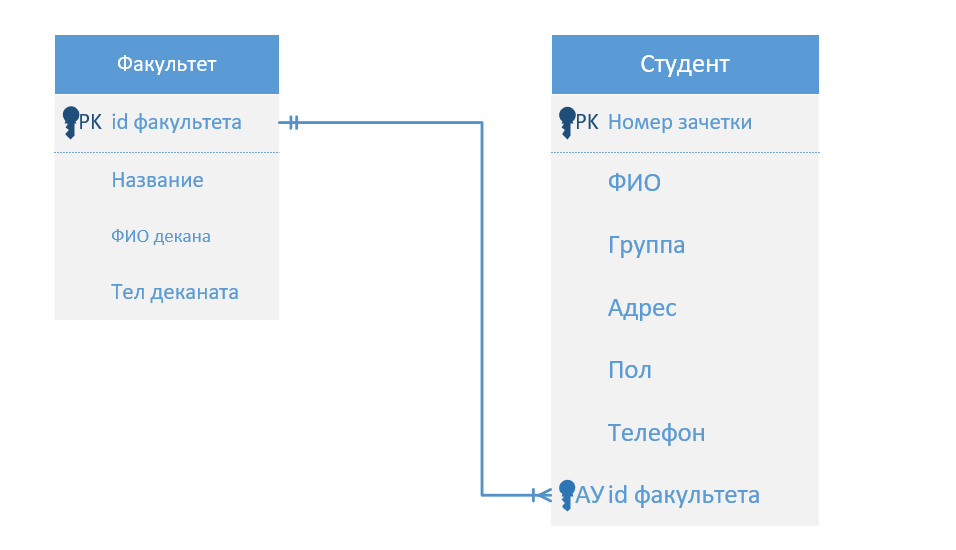 Факультет
PK id факультета
Название
ФИО декана
Тел деканата
Студент
PK Номер зачетки
ФИО
Группа
Адрес
Пол
Телефон
АУ id факультета